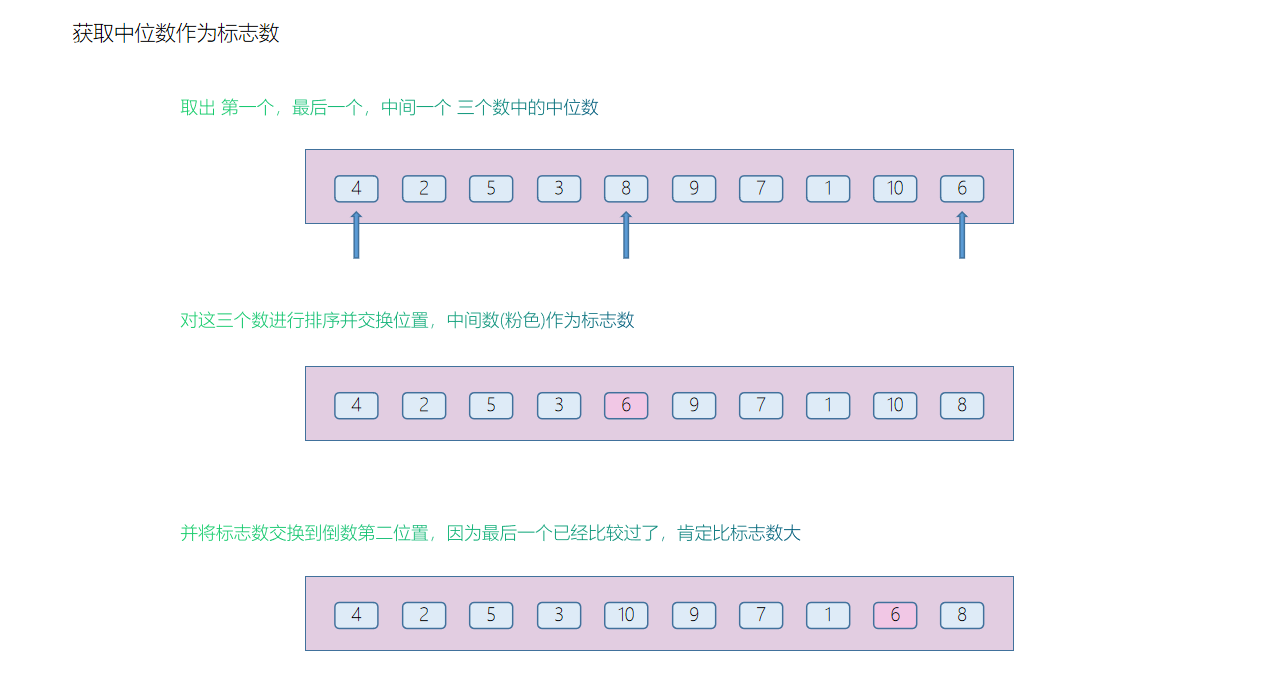 获取中位数作为标志数
取出 第一个，最后一个，中间一个 三个数中的中位数
4 2 5 3 8 9 7 1 10 6
对这三个数进行排序并交换位置，中间数(粉色)作为标志数
4 2 5 3 6 9 7 1 10 8
并将标志数交换到倒数第二位置，因为最后一个已经比较过了，肯定比标志数大
4 2 5 3 10 9 7 1 6 8